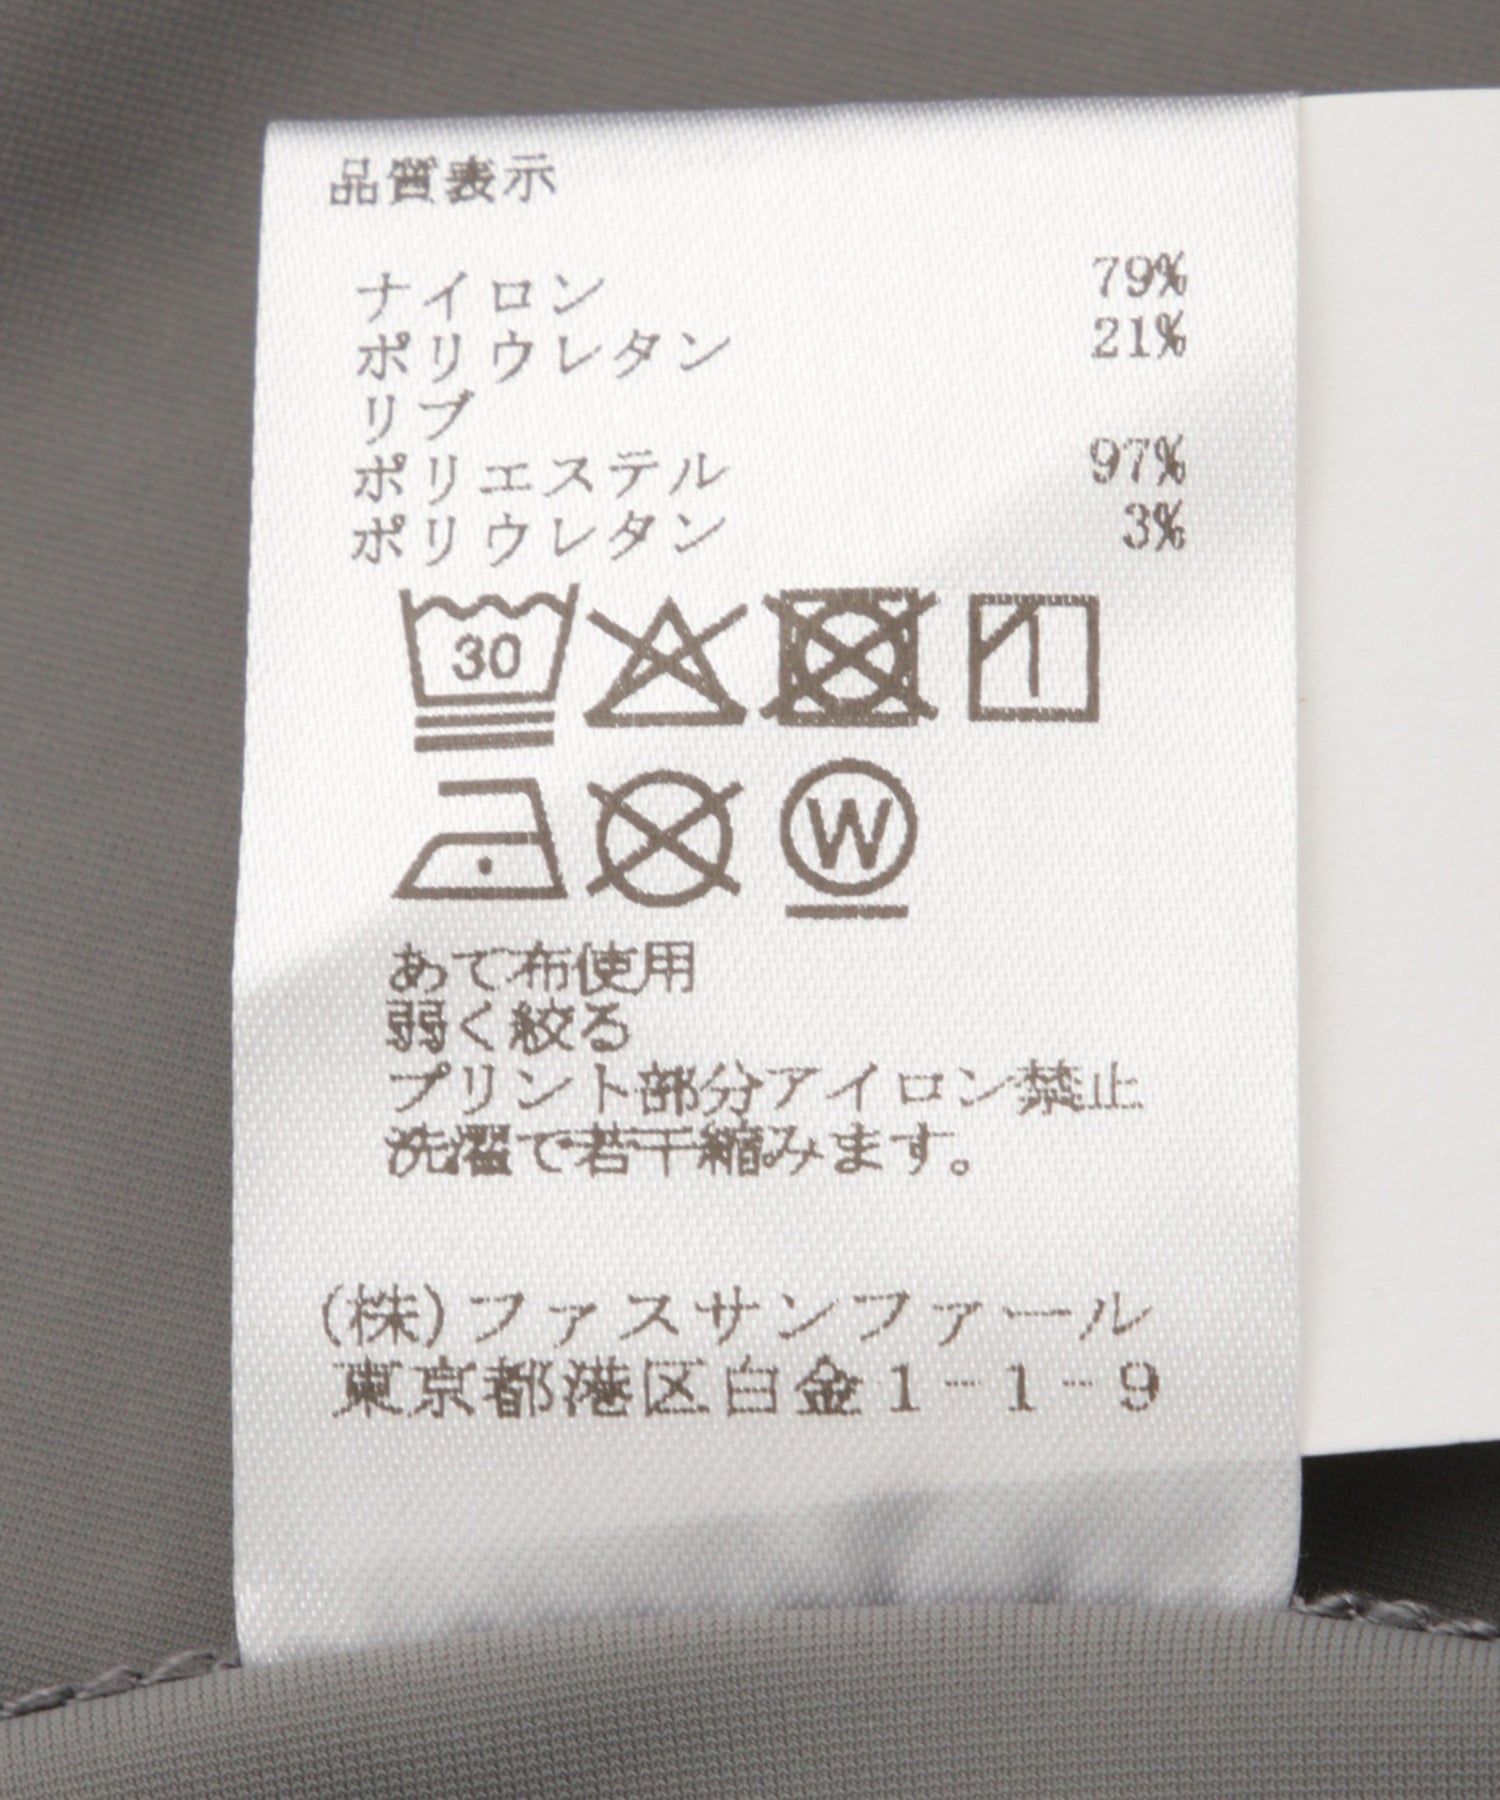 品質表示
ナイロン 79%
ポリウレタン 21%
リブ
ポリエステル 97%
ポリウレタン 3%
30
W
あて布使用
弱く絞る
プリント部分アイロン禁止
洗濯で若干縮みます。
(株)ファスサンファール
東京都港区白金1-1-9